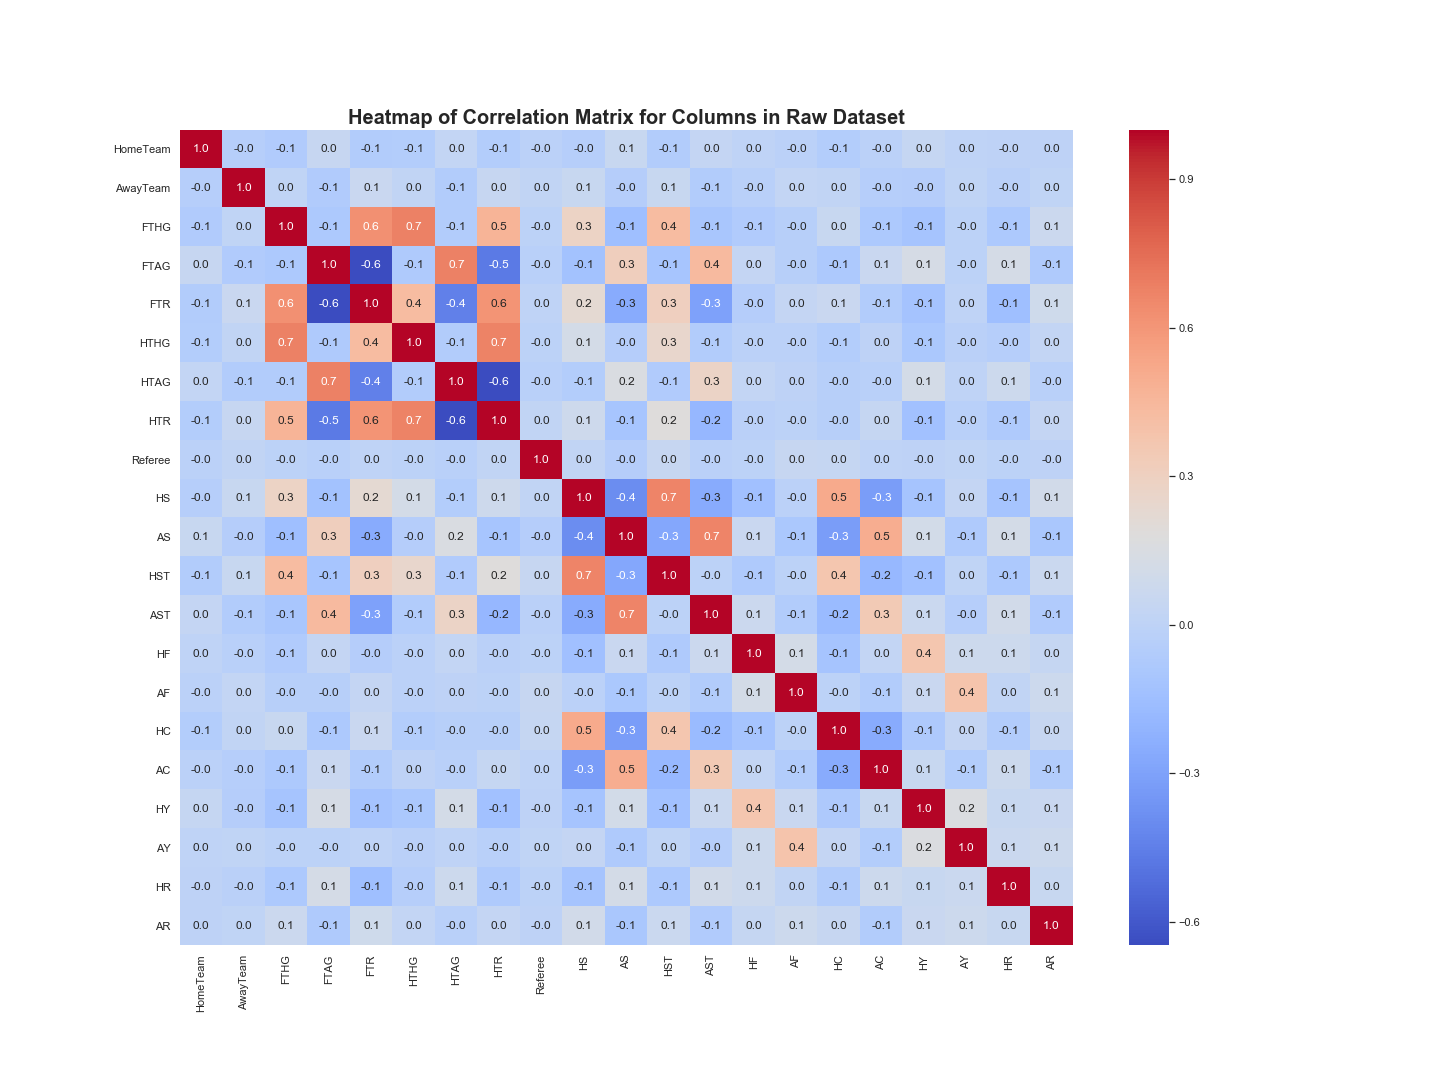 Heatmap of Correlation Matrix for Columns in Raw Dataset
HomeTeam 1.0 -0.0 -0.1 0.0 -0.1 -0.1 0.0 -0.1 -0.0 -0.0 0.1 -0.1 0.0 0.0 -0.0 -0.1 -0.0 0.0 0.0 -0.0 0.0
0.9
AwayTeam -0.0 1.0 0.0 -0.1 0.1 0.0 -0.1 0.0 0.0 0.1 -0.0 0.1 -0.1 -0.0 0.0 0.0 -0.0 -0.0 0.0 -0.0 0.0
FTHG -0.1 0.0 1.0 -0.1 0.6 0.7 -0.1 0.5 -0.0 0.3 -0.1 0.4 -0.1 -0.1 -0.0 0.0 -0.1 -0.1 -0.0 -0.1 0.1
FTAG 0.0 -0.1 -0.1 1.0 -0.6 -0.1 0.7 -0.5 -0.0 -0.1 0.3 -0.1 0.4 0.0 -0.0 -0.1 0.1 0.1 -0.0 0.1 -0.1
FTR -0.1 0.1 0.6 -0.6 1.0 0.4 -0.4 0.6 0.0 0.2 -0.3 0.3 -0.3 -0.0 0.0 0.1 -0.1 -0.1 0.0 -0.1 0.1
0.6
HTHG -0.1 0.0 0.7 -0.1 0.4 1.0 -0.1 0.7 -0.0 0.1 -0.0 0.3 -0.1 -0.0 -0.0 -0.1 0.0 -0.1 -0.0 -0.0 0.0
HTAG 0.0 -0.1 -0.1 0.7 -0.4 -0.1 1.0 -0.6 -0.0 -0.1 0.2 -0.1 0.3 0.0 0.0 -0.0 -0.0 0.1 -0.0 0.1 -0.0
HTR -0.1 0.0 0.5 -0.5 0.6 0.7 -0.6 1.0 0.0 0.1 -0.1 0.2 -0.2 -0.0 -0.0 -0.0 0.0 -0.1 -0.0 -0.1 0.0
Referee -0.0 0.0 -0.0 -0.0 0.0 -0.0 -0.0 0.0 1.0 0.0 -0.0 0.0 -0.0 -0.0 0.0 0.0 0.0 -0.0 0.0 -0.0 -0.0
0.3
HS -0.0 0.1 0.3 -0.1 0.2 0.1 -0.1 0.1 0.0 1.0 -0.4 0.7 -0.3 -0.1 -0.0 0.5 -0.3 -0.1 0.0 -0.1 0.1
AS 0.1 -0.0 -0.1 0.3 -0.3 -0.0 0.2 -0.1 -0.0 -0.4 1.0 -0.3 0.7 0.1 -0.1 -0.3 0.5 0.1 -0.1 0.1 -0.1
HST -0.1 0.1 0.4 -0.1 0.3 0.3 -0.1 0.2 0.0 0.7 -0.3 1.0 -0.0 -0.1 -0.0 0.4 -0.2 -0.1 0.0 -0.1 0.1
AST 0.0 -0.1 -0.1 0.4 -0.3 -0.1 0.3 -0.2 -0.0 -0.3 0.7 -0.0 1.0 0.1 -0.1 -0.2 0.3 0.1 -0.0 0.1 -0.1
0.0
HF 0.0 -0.0 -0.1 0.0 -0.0 -0.0 0.0 -0.0 -0.0 -0.1 0.1 -0.1 0.1 1.0 0.1 -0.1 0.0 0.4 0.1 0.1 0.0
AF -0.0 0.0 -0.0 -0.0 0.0 -0.0 0.0 -0.0 0.0 -0.0 -0.1 -0.0 -0.1 0.1 1.0 -0.0 -0.1 0.1 0.4 0.0 0.1
HC -0.1 0.0 0.0 -0.1 0.1 -0.1 -0.0 -0.0 0.0 0.5 -0.3 0.4 -0.2 -0.1 -0.0 1.0 -0.3 -0.1 0.0 -0.1 0.0
AC -0.0 -0.0 -0.1 0.1 -0.1 0.0 -0.0 0.0 0.0 -0.3 0.5 -0.2 0.3 0.0 -0.1 -0.3 1.0 0.1 -0.1 0.1 -0.1
−0.3
HY 0.0 -0.0 -0.1 0.1 -0.1 -0.1 0.1 -0.1 -0.0 -0.1 0.1 -0.1 0.1 0.4 0.1 -0.1 0.1 1.0 0.2 0.1 0.1
AY 0.0 0.0 -0.0 -0.0 0.0 -0.0 -0.0 -0.0 0.0 0.0 -0.1 0.0 -0.0 0.1 0.4 0.0 -0.1 0.2 1.0 0.1 0.1
HR -0.0 -0.0 -0.1 0.1 -0.1 -0.0 0.1 -0.1 -0.0 -0.1 0.1 -0.1 0.1 0.1 0.0 -0.1 0.1 0.1 0.1 1.0 0.0
AR 0.0 0.0 0.1 -0.1 0.1 0.0 -0.0 0.0 -0.0 0.1 -0.1 0.1 -0.1 0.0 0.1 0.0 -0.1 0.1 0.1 0.0 1.0
−0.6
HomeTeam AwayTeam FTHG FTAG FTR HTHG HTAG HTR Referee HS AS HST AST HF AF HC AC HY AY HR AR